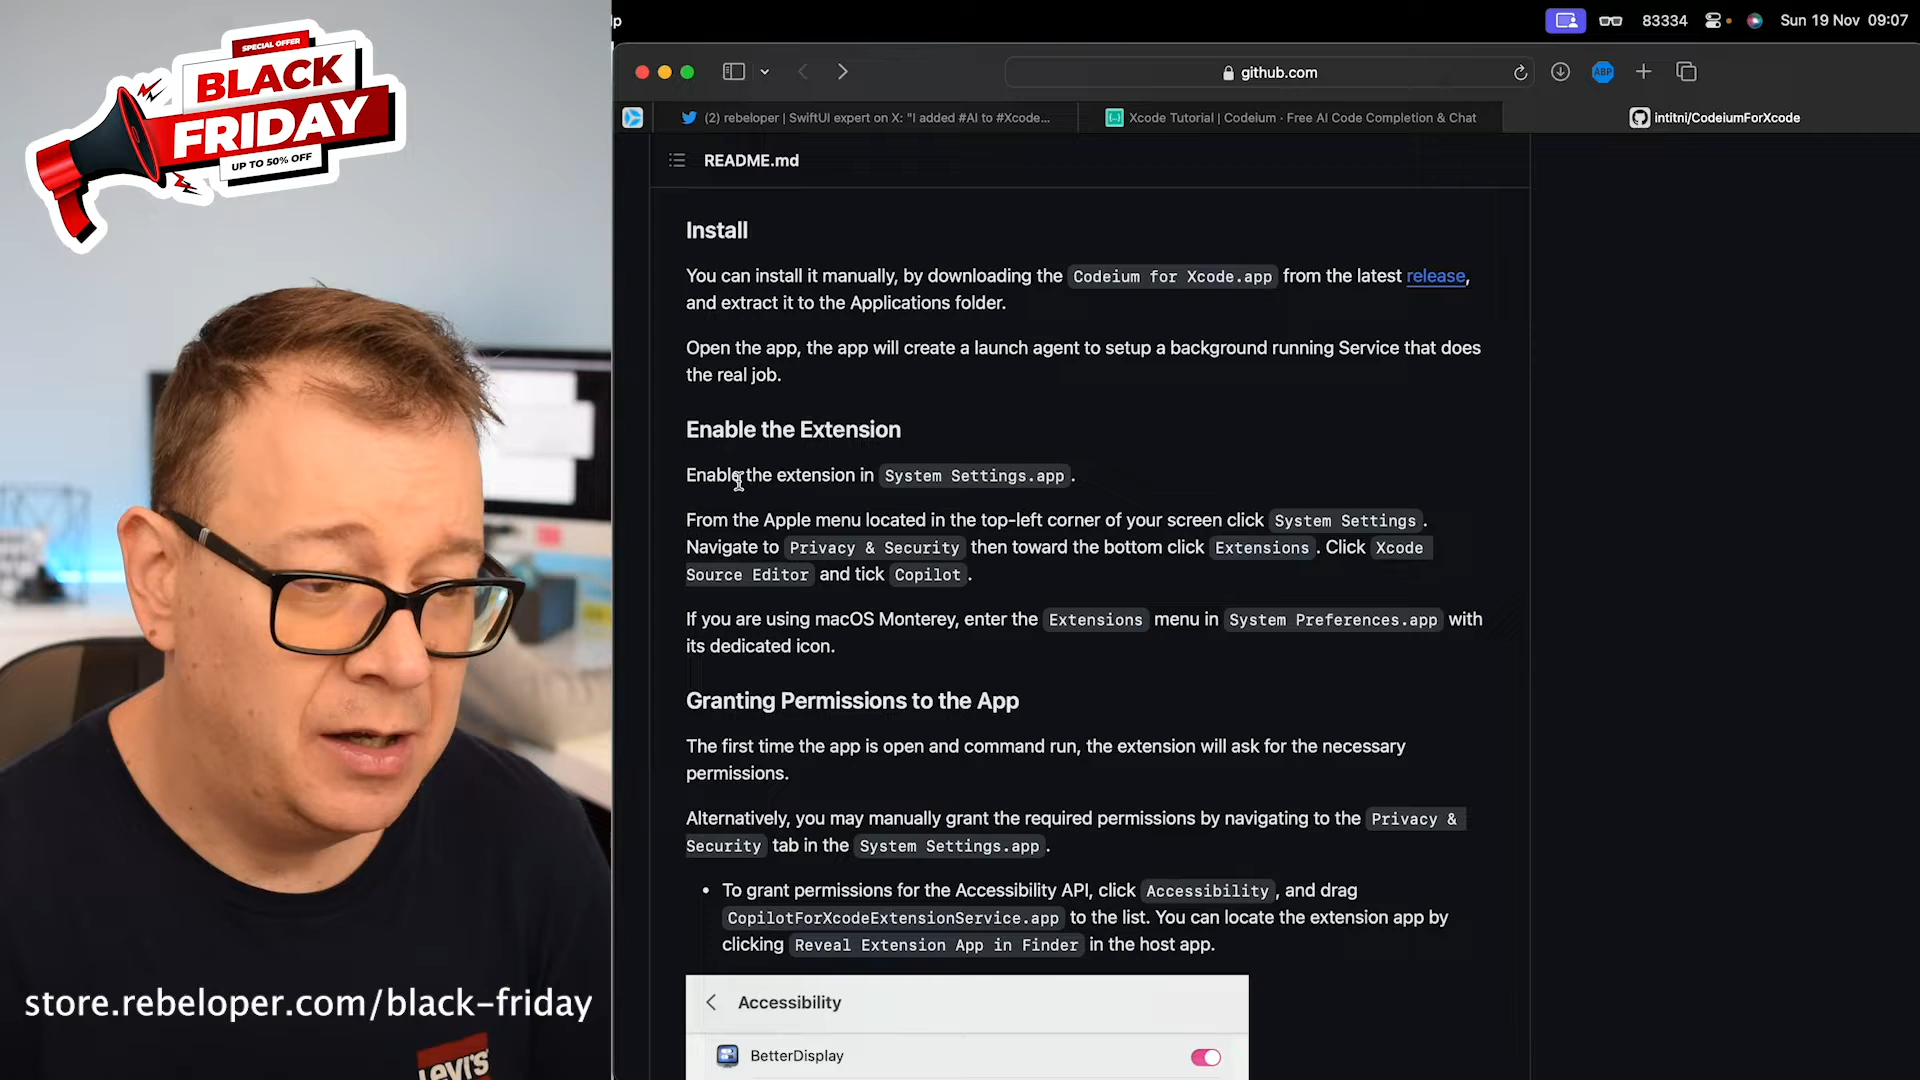 SPECIAL OFFER
BLACK
FRIDAY
UP TO 50% OFF
lp
83334
Sun 19 Nov 09:07
github.com
ABP
(2) rebeloper | SwiftUI expert on X: "I added #AI to #Xcode...
Xcode Tutorial | Codeium · Free AI Code Completion & Chat
intitni/CodeiumForXcode
README.md
Install
You can install it manually, by downloading the Codeium for Xcode.app from the latest release,
and extract it to the Applications folder.
Open the app, the app will create a launch agent to setup a background running Service that does
the real job.
Enable the Extension
Enable the extension in System Settings.app.
From the Apple menu located in the top-left corner of your screen click System Settings.
Navigate to Privacy & Security then toward the bottom click Extensions. Click Xcode
Source Editor and tick Copilot.
If you are using macOS Monterey, enter the Extensions menu in System Preferences.app with
its dedicated icon.
Granting Permissions to the App
The first time the app is open and command run, the extension will ask for the necessary
permissions.
Alternatively, you may manually grant the required permissions by navigating to the Privacy &
Security tab in the System Settings.app.
• To grant permissions for the Accessibility API, click Accessibility, and drag
CopilotForXcodeExtensionService.app to the list. You can locate the extension app by
clicking Reveal Extension App in Finder in the host app.
Accessibility
BetterDisplay
store.rebeloper.com/black-friday
Levi's